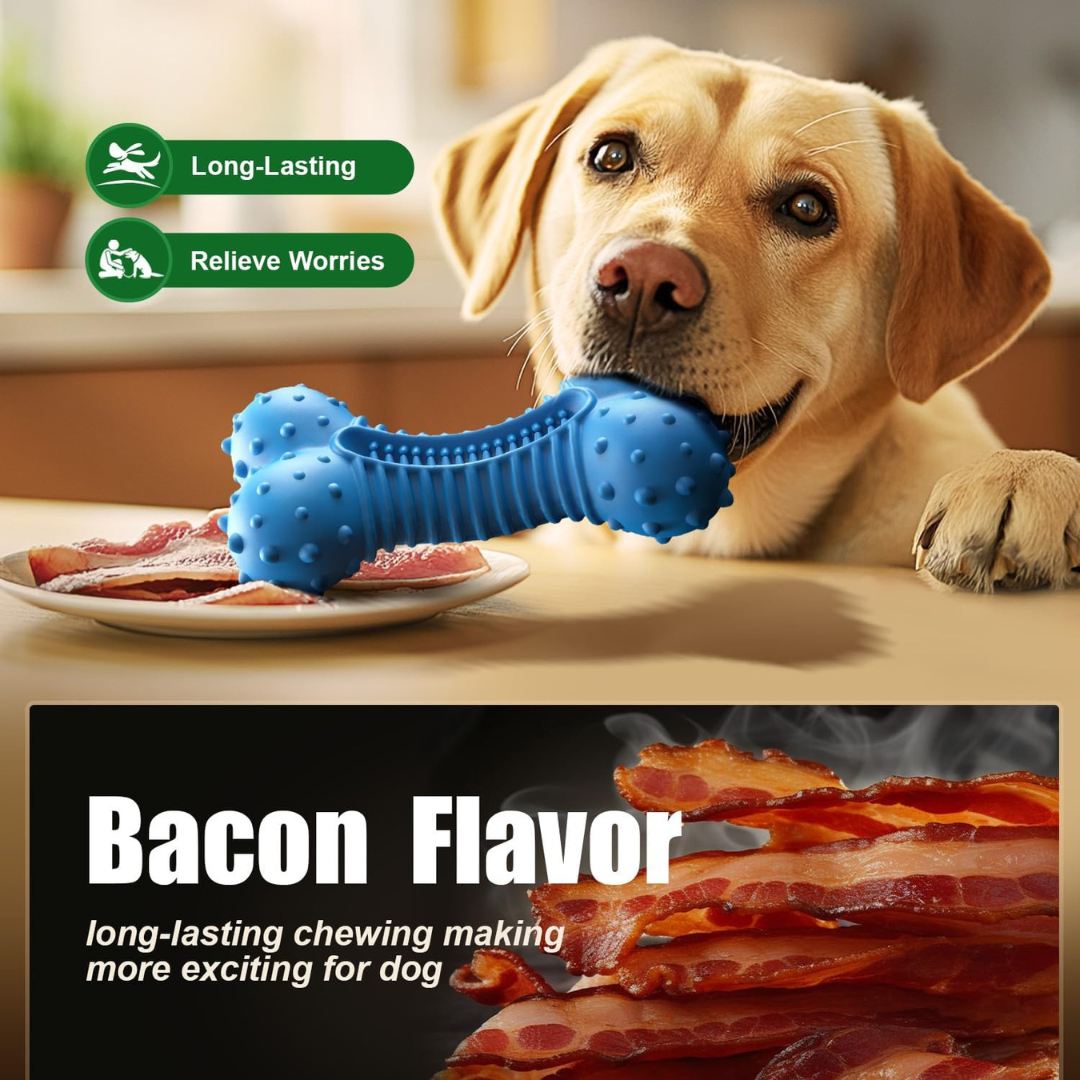 Long-Lasting
Relieve Worries
Bacon Flavor
long-lasting chewing making
more exciting for dog